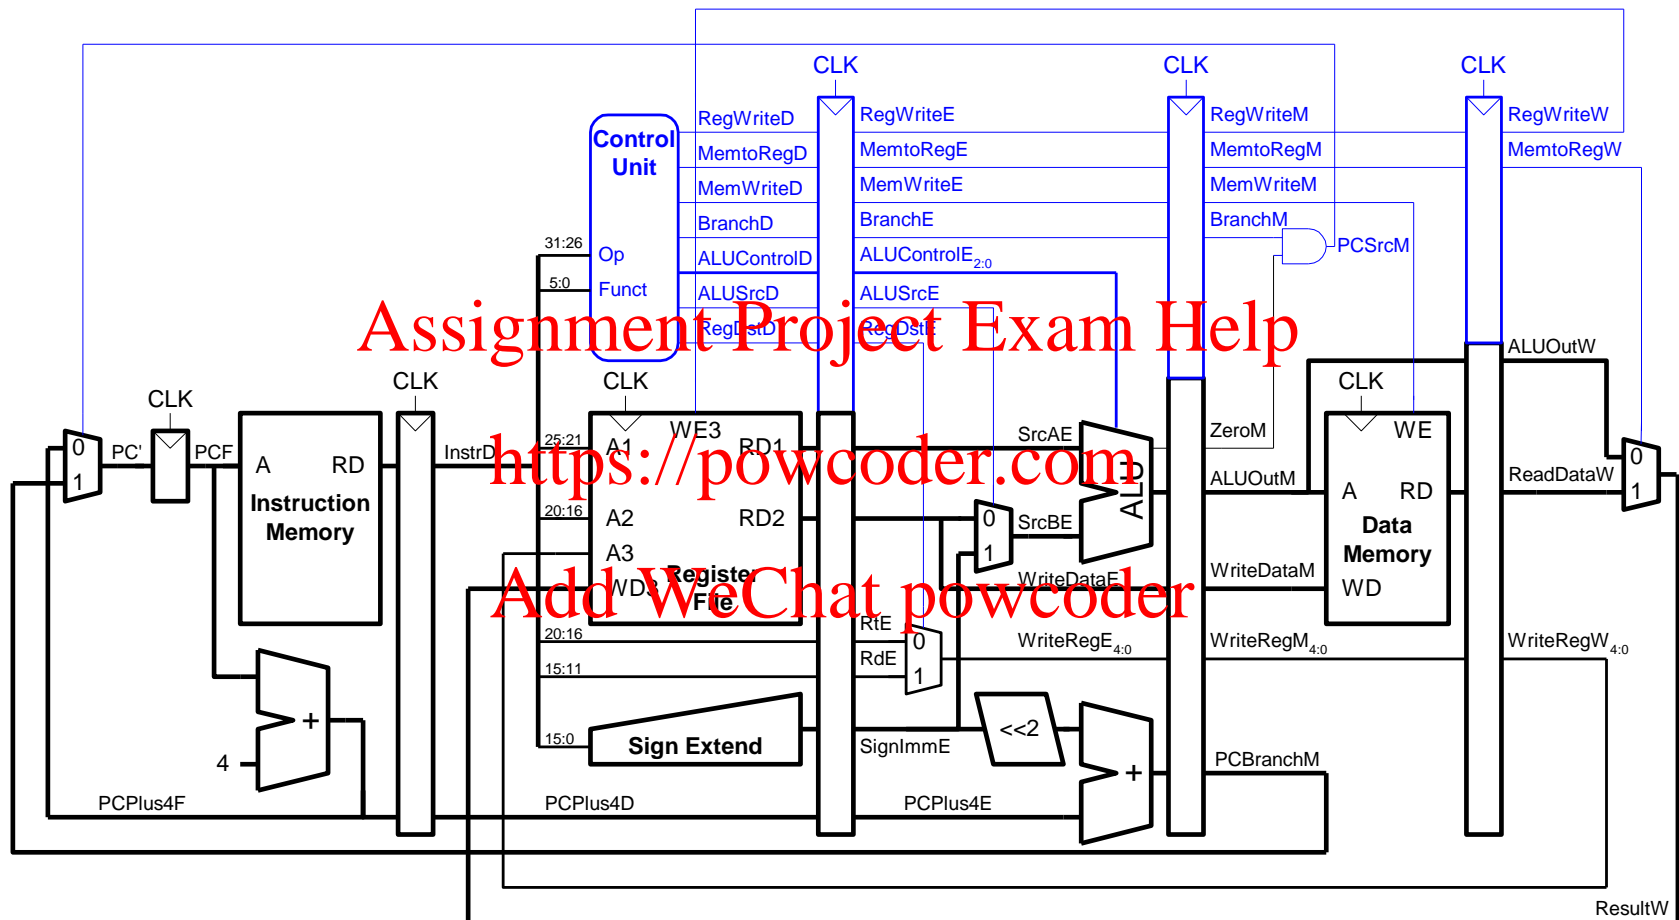 CLK CLK CLK
Control Unit
RegWriteD RegWriteE RegWriteM RegWriteW
MemtoRegD MemtoRegE MemtoRegM MemtoRegW
MemWriteD MemWriteE MemWriteM
BranchD BranchE BranchM
31:26 Op ALUControlD ALUControlE2:0 PCSrcM
5:0 Funct ALUSrcD ALUSrcE
RegDstD RegDstE
Assignment Project Exam Help
ALUOutW
CLK CLK CLK CLK
0 1 PC' PCF A RD InstrD 25:21 A1 WE3 RD1 SrcAE ZeroM WE
https://powcoder.com
Instruction Memory
ALU ALUOutM A RD ReadDataW 0 1
20:16 A2 RD2 0 1 SrcBE Data Memory
A3
WD3 Register File WriteDataE WriteDataM WD
Add WeChat powcoder
20:16 RtE 0 WriteRegE4:0 WriteRegM4:0 WriteRegW4:0
15:11 RdE 1
+ <<2
15:0 Sign Extend SignImmE
4 + PCBranchM
PCPlus4F PCPlus4D PCPlus4E
ResultW